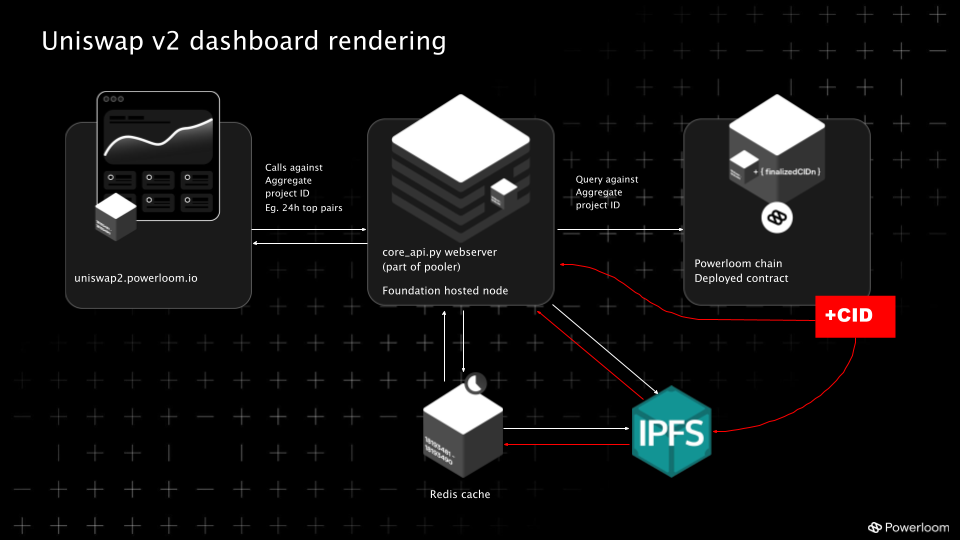 Uniswap v2 dashboard rendering
Calls against
Aggregate
project ID
Eg. 24h top pairs
Query against
Aggregate
project ID
+ { finalizedCIDn }
core_api.py webserver
(part of pooler)
Foundation hosted node
uniswap2.powerloom.io
Powerloom chain
Deployed contract
+CID
18193481 -
18193490
IPFS
Redis cache
Powerloom